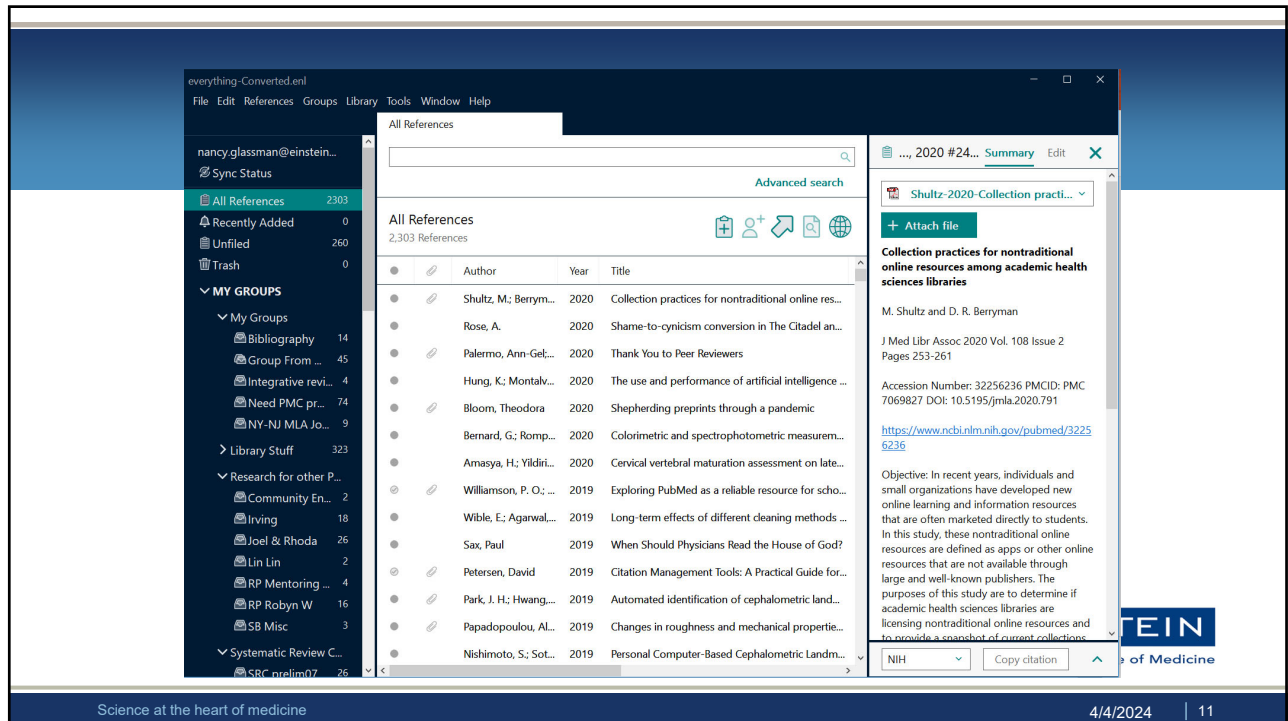 everything-Converted.enl
File Edit References Groups Library Tools Window Help
All References
nancy.glassman@einstein...
Sync Status
All References 2303
Recently Added 0
Unfiled 260
Trash 0
MY GROUPS
My Groups
Bibliography 14
Group From ... 45
Integrative revi... 4
Need PMC pr... 74
NY-NJ MLA Jo... 9
Library Stuff 323
Research for other P...
Community En... 2
Irving 18
Joel & Rhoda 26
Lin Lin 2
RP Mentoring ... 4
RP Robyn W 16
SB Misc 3
Systematic Review C...
SRC prelim07 26
Advanced search
All References
2,303 References
Author Year Title
Shultz, M.; Berrym... 2020 Collection practices for nontraditional online res...
Rose, A. 2020 Shame-to-cynicism conversion in The Citadel an...
Palermo, Ann-Gel;... 2020 Thank You to Peer Reviewers
Hung, K.; Montalv... 2020 The use and performance of artificial intelligence ...
Bloom, Theodora 2020 Shepherding preprints through a pandemic
Bernard, G.; Romp... 2020 Colorimetric and spectrophotometric measurem...
Amasya, H.; Yildiri... 2020 Cervical vertebral maturation assessment on late...
Williamson, P. O.; ... 2019 Exploring PubMed as a reliable resource for scho...
Wible, E.; Agarwal,... 2019 Long-term effects of different cleaning methods ...
Sax, Paul 2019 When Should Physicians Read the House of God?
Petersen, David 2019 Citation Management Tools: A Practical Guide for...
Park, J. H.; Hwang,... 2019 Automated identification of cephalometric land...
Papadopoulou, Al... 2019 Changes in roughness and mechanical propertie...
Nishimoto, S.; Sot... 2019 Personal Computer-Based Cephalometric Landm...
..., 2020 #24... Summary Edit
Shultz-2020-Collection practi...
+ Attach file
Collection practices for nontraditional
online resources among academic health
sciences libraries
M. Shultz and D. R. Berryman
J Med Libr Assoc 2020 Vol. 108 Issue 2
Pages 253-261
Accession Number: 32256236 PMCID: PMC
7069827 DOI: 10.5195/jmla.2020.791
https://www.ncbi.nlm.nih.gov/pubmed/3225
6236
Objective: In recent years, individuals and
small organizations have developed new
online learning and information resources
that are often marketed directly to students.
In this study, these nontraditional online
resources are defined as apps or other online
resources that are not available through
large and well-known publishers. The
purposes of this study are to determine if
academic health sciences libraries are
licensing nontraditional online resources and
to provide a snapshot of current collections
NIH Copy citation
TEIN
e of Medicine
Science at the heart of medicine
4/4/2024 | 11